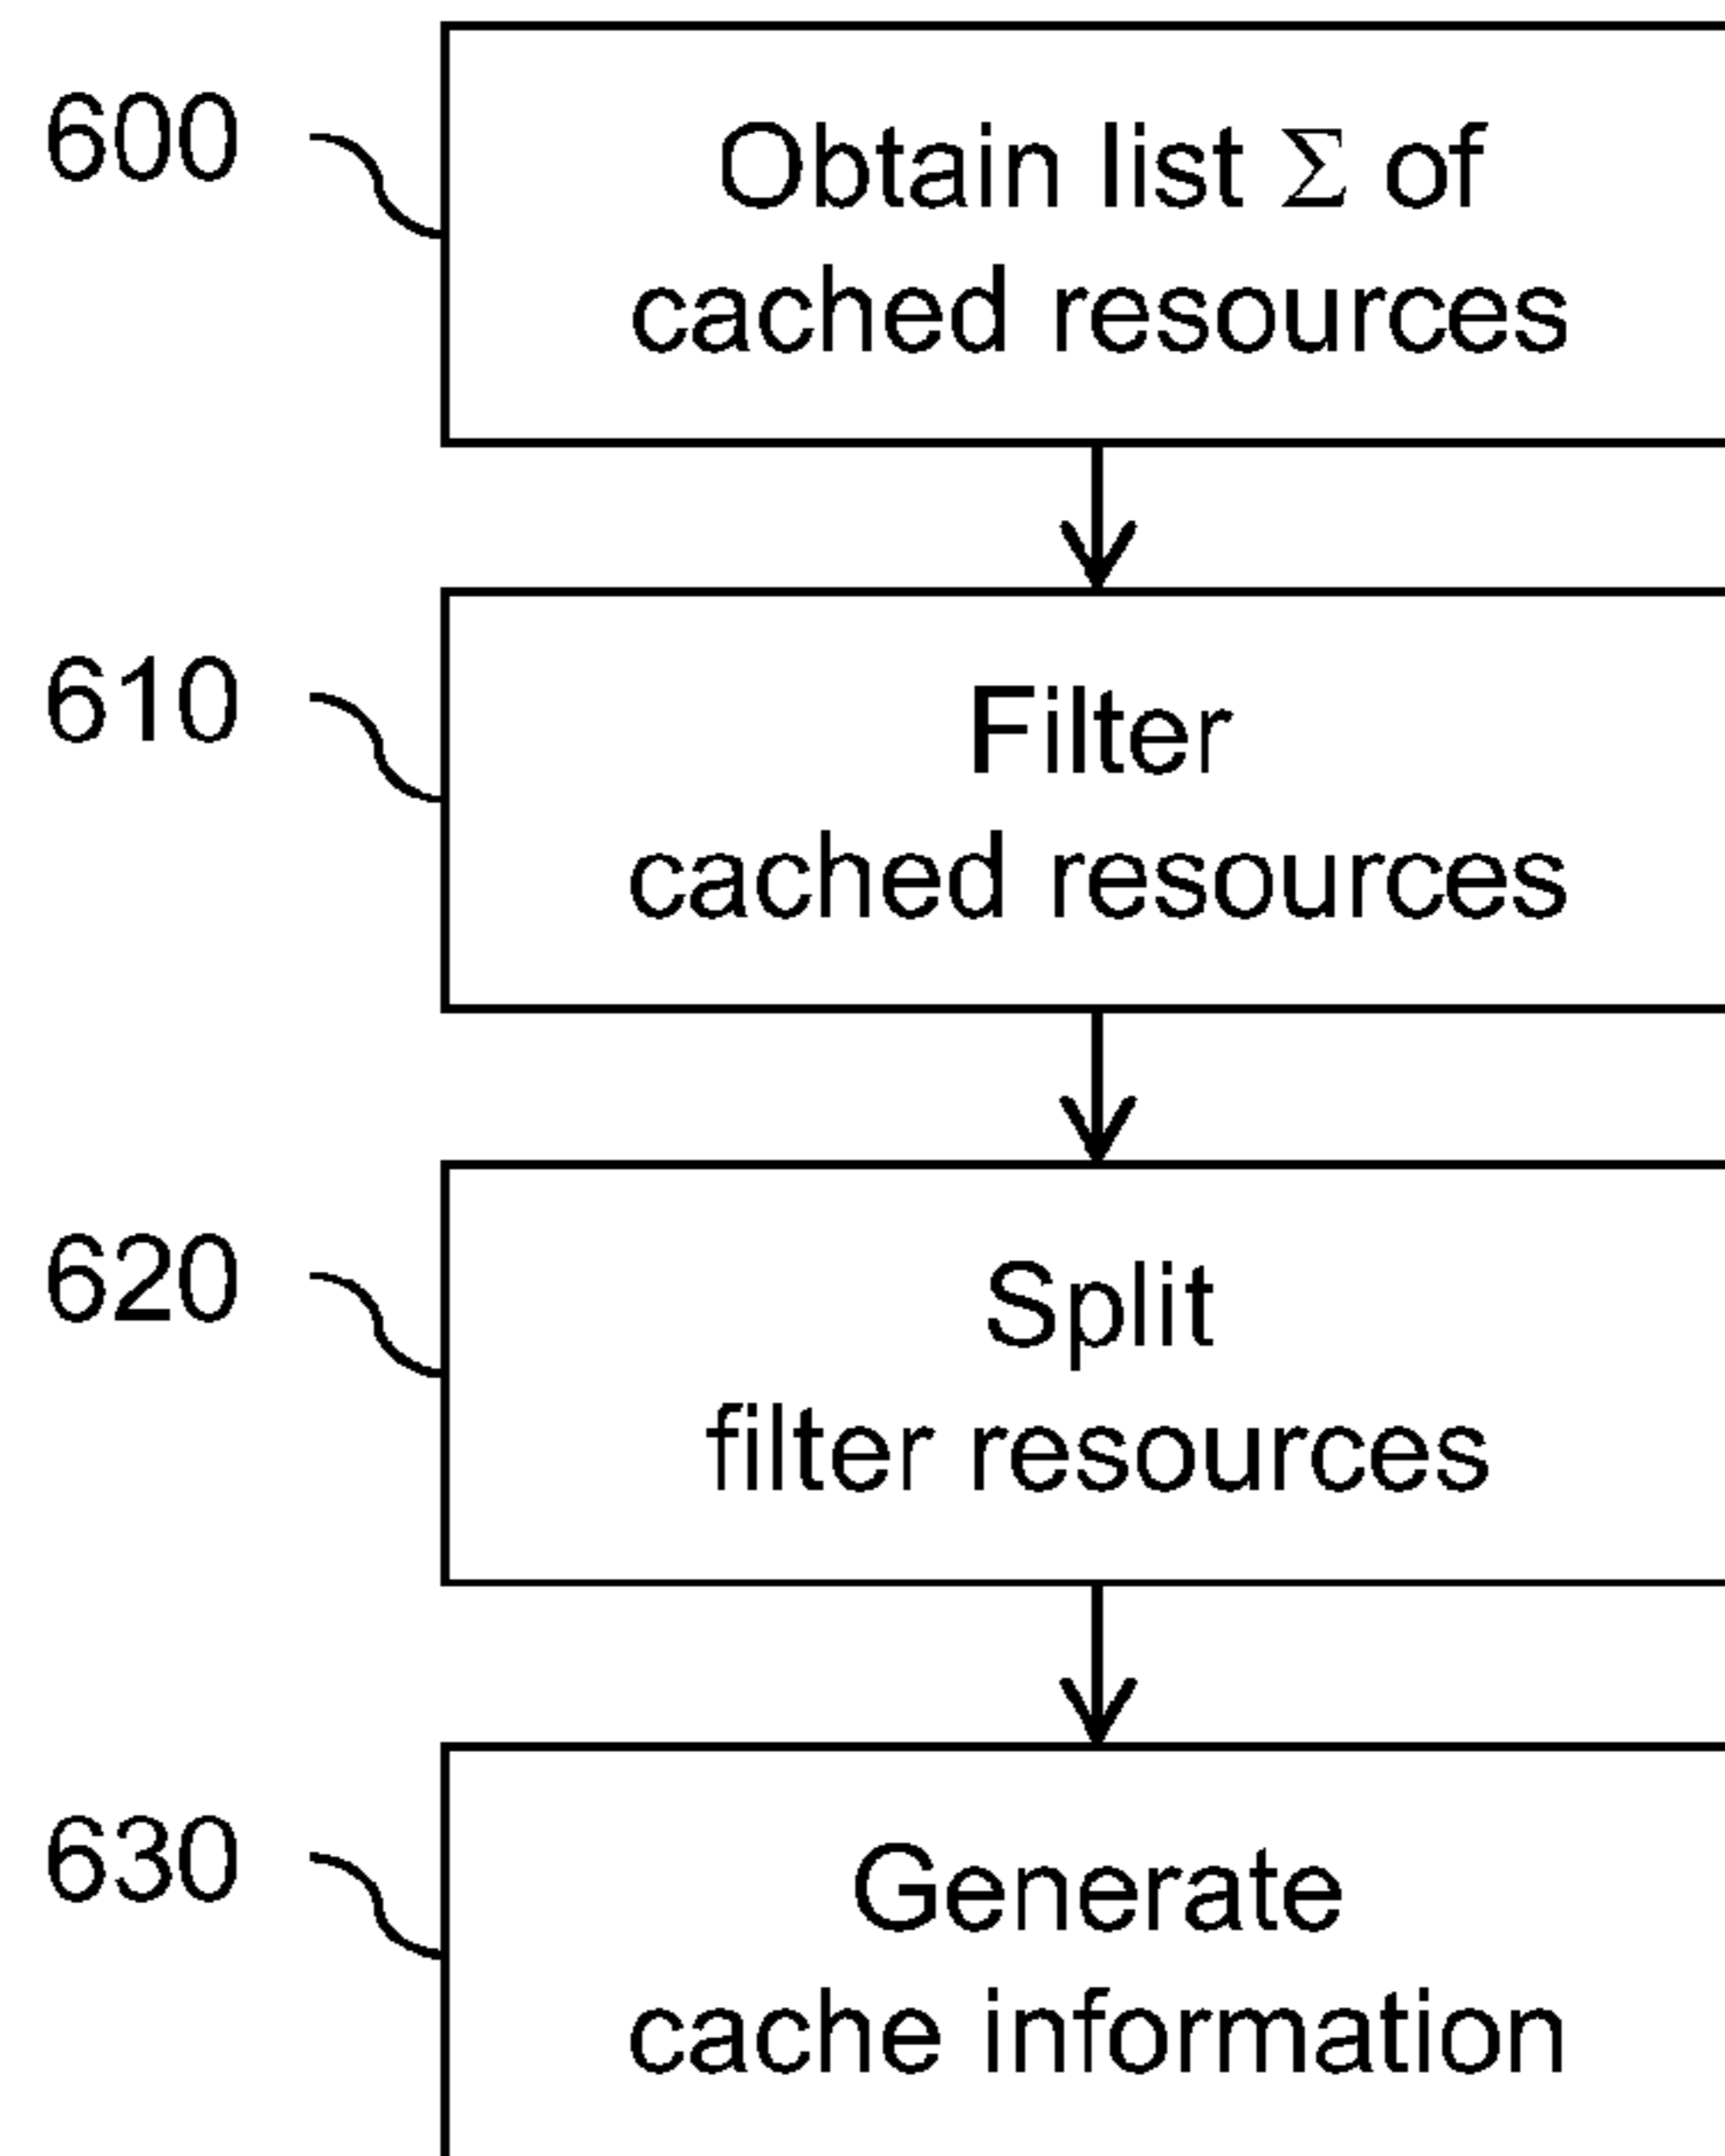 600
Obtain list Σ of
cached resources
610
Filter
cached resources
620
Split
filter resources
630
Generate
cache information